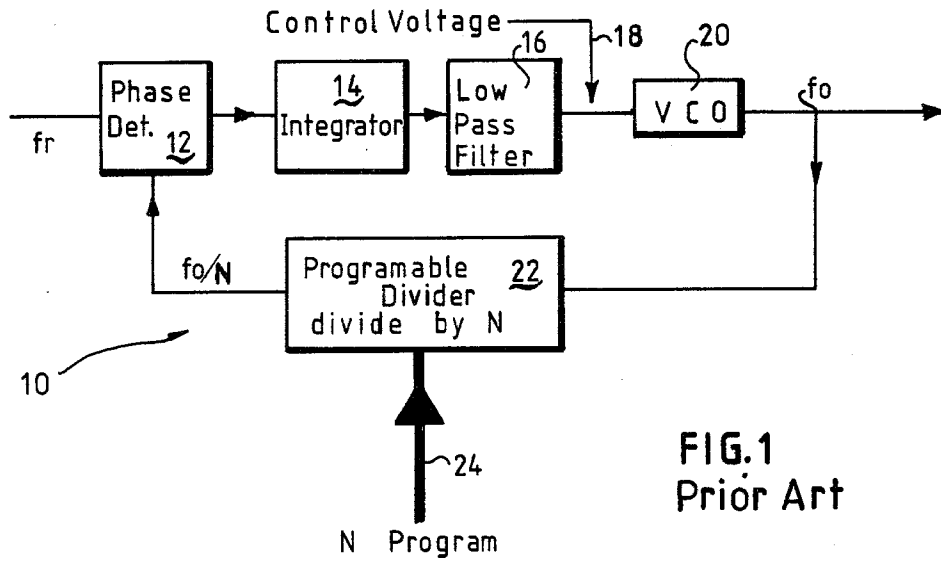 Control Voltage
18
Phase
Det. 12
14
Integrator
16
Low
Pass
Filter
20
VCO
fo
fr
fo/N
Programable
Divider
divide by N
22
10
24
N Program
FIG.1
Prior Art